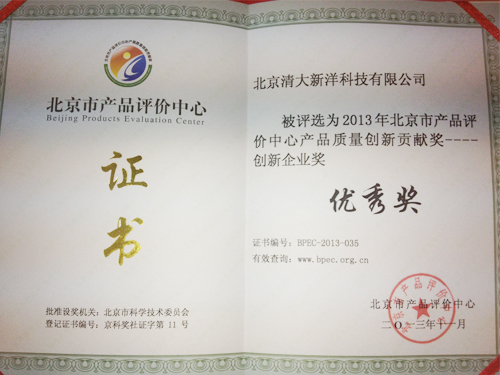 北京市产品评价中心
Beijing Products Evaluation Center
证书
批准设奖机关：北京市科学技术委员会
登记证书编号：京科奖社证字第 11 号
北京清大新洋科技有限公司
被评选为2013年北京市产品评
价中心产品质量创新贡献奖----
创新企业奖
优秀奖
证书编号：BPEC-2013-035
有效查询：www.bpec.org.cn
北京市产品评价中心
二〇一三年十一月